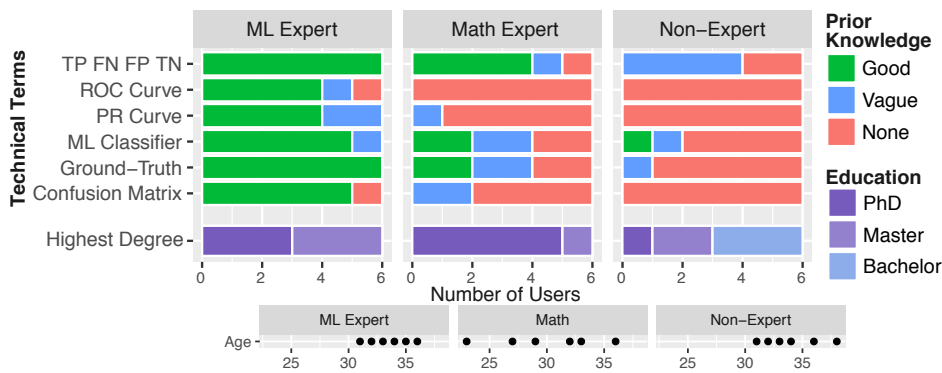 ML Expert Math Expert Non-Expert
Technical Terms
TP FN FP TN
ROC Curve
PR Curve
ML Classifier
Ground-Truth
Confusion Matrix
Highest Degree
0 2 4 6 0 2 4 6 0 2 4 6
Number of Users
Prior
Knowledge
Good
Vague
None
Education
PhD
Master
Bachelor
ML Expert Math Non-Expert
Age
25 30 35 25 30 35 25 30 35